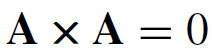 A × A = 0